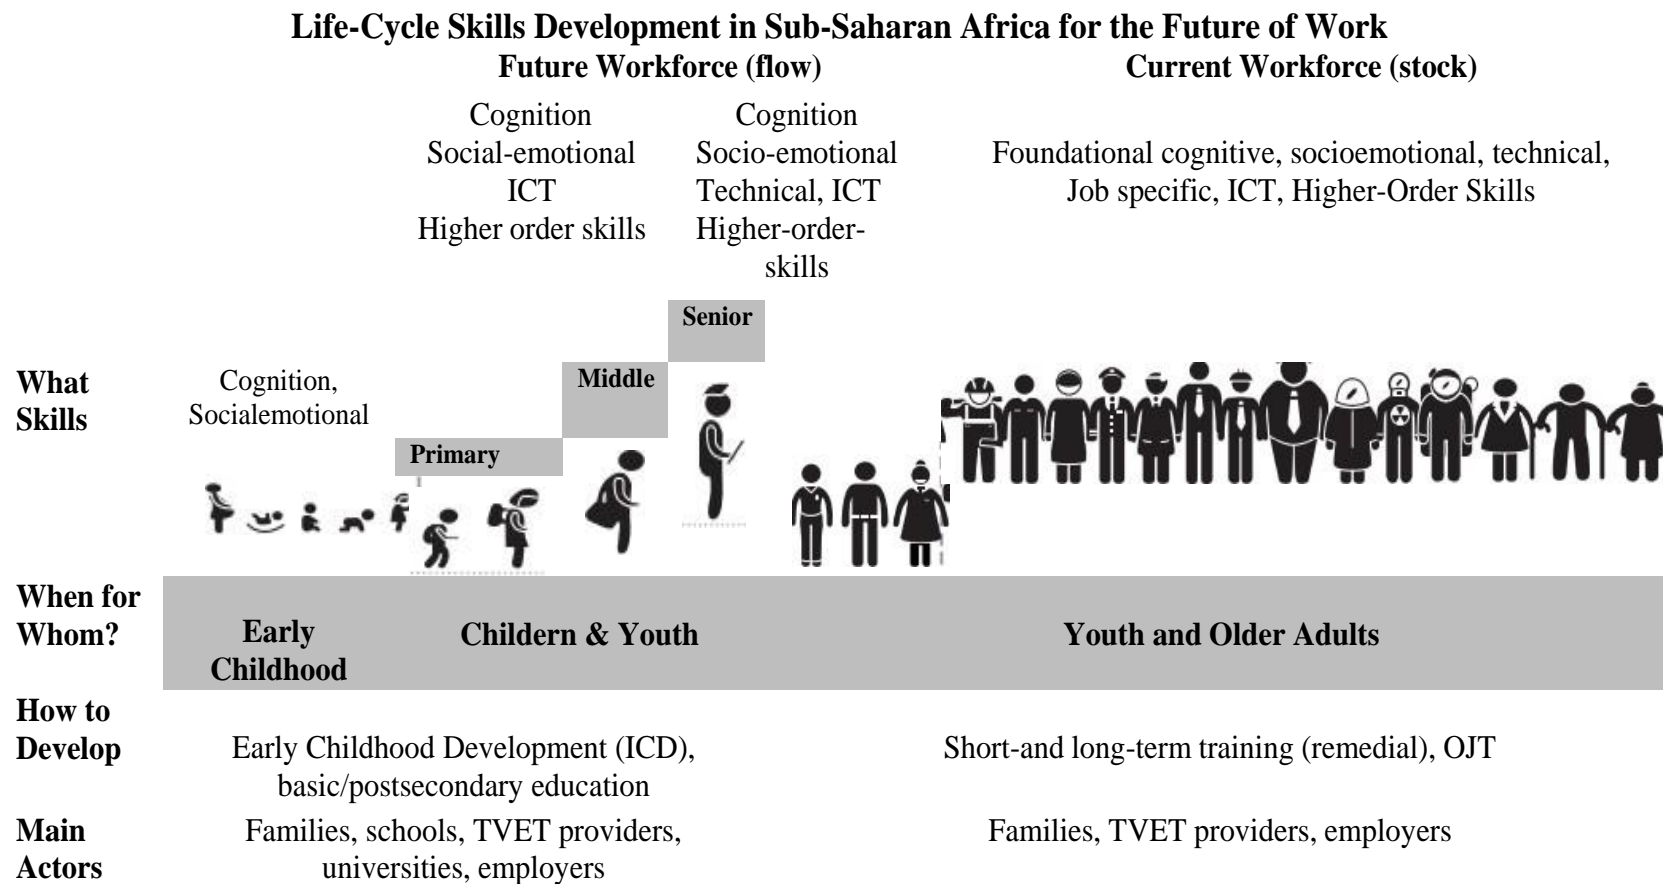 Life-Cycle Skills Development in Sub-Saharan Africa for the Future of Work
Future Workforce (flow)
Current Workforce (stock)
Cognition
Social-emotional
ICT
Higher order skills
Cognition
Socio-emotional
Technical, ICT
Higher-order-
skills
Foundational cognitive, socioemotional, technical,
Job specific, ICT, Higher-Order Skills
What
Skills
Cognition,
Socialemotional
Primary
Middle
Senior
When for
Whom?
Early
Childhood
Childern & Youth
Youth and Older Adults
How to
Develop
Early Childhood Development (ICD),
basic/postsecondary education
Short-and long-term training (remedial), OJT
Main
Actors
Families, schools, TVET providers,
universities, employers
Families, TVET providers, employers